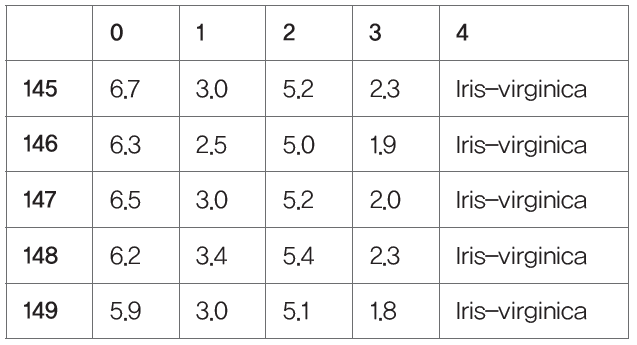 0 1 2 3 4
145 6.7 3.0 5.2 2.3 Iris-virginica
146 6.3 2.5 5.0 1.9 Iris-virginica
147 6.5 3.0 5.2 2.0 Iris-virginica
148 6.2 3.4 5.4 2.3 Iris-virginica
149 5.9 3.0 5.1 1.8 Iris-virginica